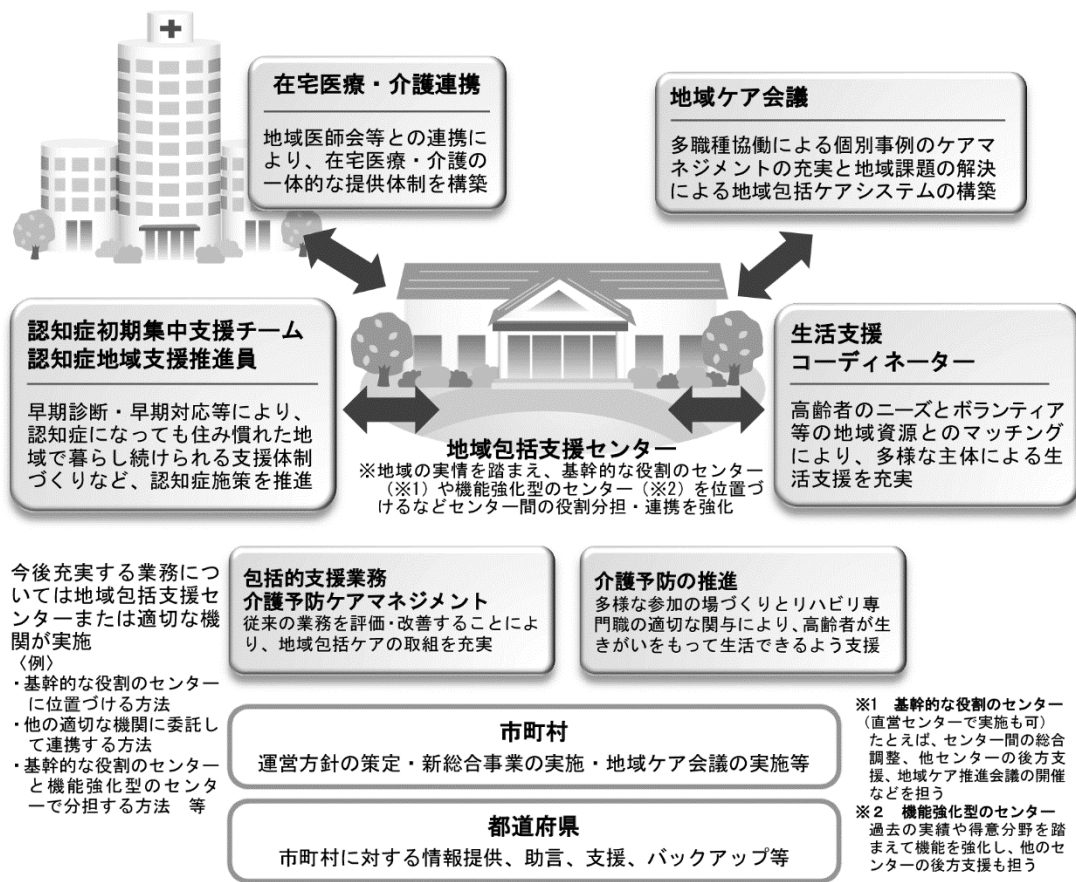 在宅医療・介護連携
地域医師会等との連携に
より、在宅医療・介護の
一体的な提供体制を構築
地域ケア会議
多職種協働による個別事例のケアマ
ネジメントの充実と地域課題の解決
による地域包括ケアシステムの構築
認知症初期集中支援チーム
認知症地域支援推進員
早期診断・早期対応等により、
認知症になっても住み慣れた地
域で暮らし続けられる支援体制
づくりなど、認知症施策を推進
生活支援
コーディネーター
高齢者のニーズとボランティア
等の地域資源とのマッチング
により、多様な主体による生
活支援を充実
地域包括支援センター
※地域の実情を踏まえ、基幹的な役割のセンター
（※1）や機能強化型のセンター（※2）を位置づ
けるなどセンター間の役割分担・連携を強化
今後充実する業務につ
いては地域包括支援セ
ンターまたは適切な機
関が実施
〈例〉
・基幹的な役割のセンター
に位置づける方法
・他の適切な機関に委託し
て連携する方法
・基幹的な役割のセンター
と機能強化型のセンタ
ーで分担する方法　等
包括的支援業務
介護予防ケアマネジメント
従来の業務を評価・改善することによ
り、地域包括ケアの取組を充実
介護予防の推進
多様な参加の場づくりとリハビリ専
門職の適切な関与により、高齢者が生
きがいをもって生活できるよう支援
市町村
運営方針の策定・新総合事業の実施・地域ケア会議の実施等
都道府県
市町村に対する情報提供、助言、支援、バックアップ等
※1　基幹的な役割のセンター
（直営センターで実施も可）
たとえば、センター間の総合
調整、他センターの後方支
援、地域ケア推進会議の開催
などを担う
※２　機能強化型のセンター
過去の実績や得意分野を踏
まえて機能を強化し、他のセ
ンターの後方支援も担う